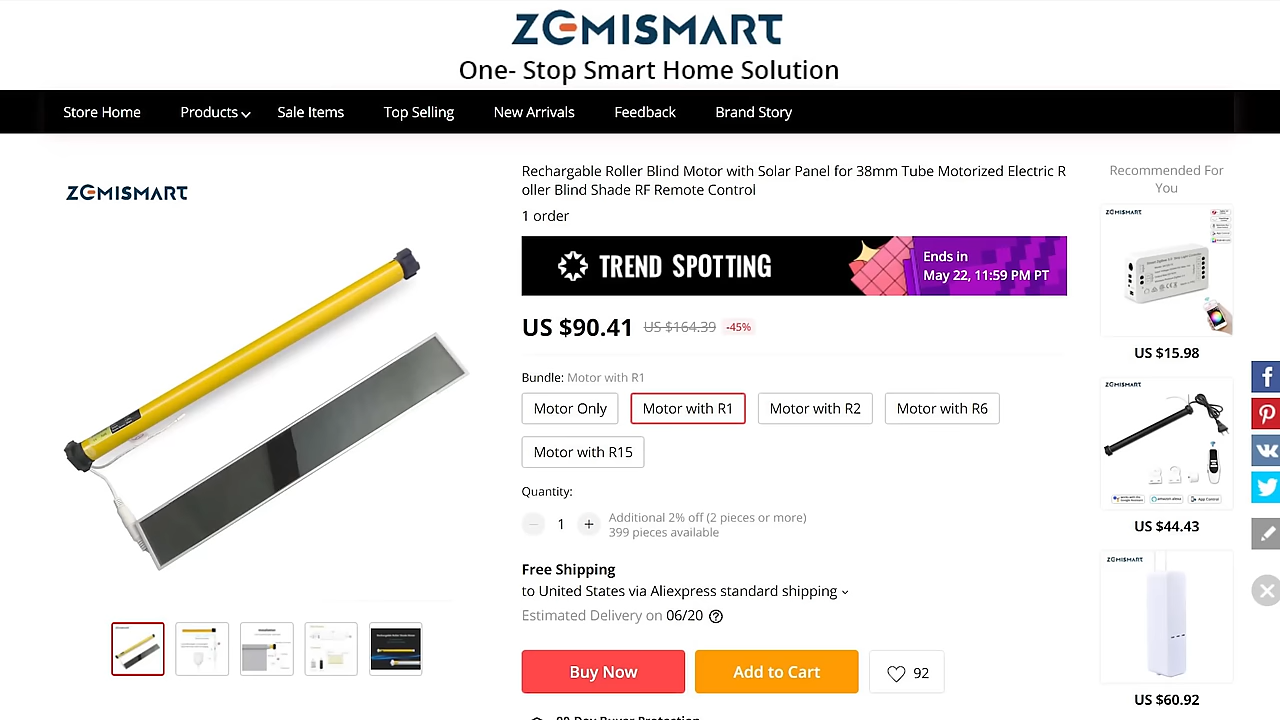 ZEMISMART
One- Stop Smart Home Solution
Store Home
Products
Sale Items
Top Selling
New Arrivals
Feedback
Brand Story
ZEMISMART
Rechargable Roller Blind Motor with Solar Panel for 38mm Tube Motorized Electric R
oller Blind Shade RF Remote Control
1 order
TREND SPOTTING
Ends in
May 22, 11:59 PM PT
US $90.41
US $164.39
-45%
Bundle: Motor with R1
Motor Only
Motor with R1
Motor with R2
Motor with R6
Motor with R15
Quantity:
1
Additional 2% off (2 pieces or more)
399 pieces available
Free Shipping
to United States via Aliexpress standard shipping
Estimated Delivery on 06/20
Buy Now
Add to Cart
92
Recommended For
You
ZEMISMART
US $15.98
ZEMISMART
US $44.43
ZEMISMART
US $60.92